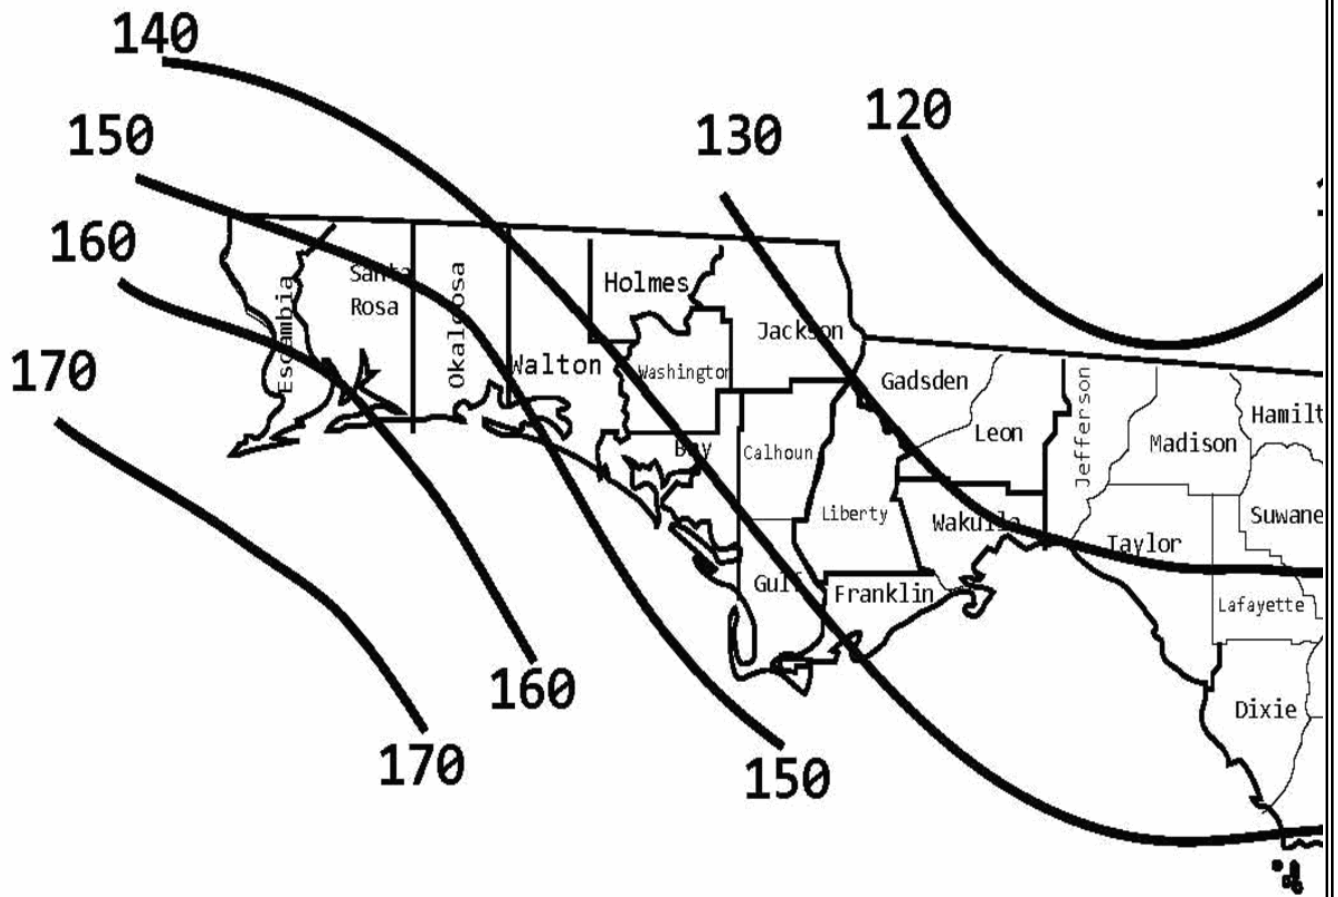 140
120
130
150
160
Holmes
Santa
Rosa
Escambia
Okaloosa
Jackson
Walton
Washington
170
Gadsden
Jefferson
Hamilt
Leon
Madison
Bay
Calhoun
Liberty
Wakulla
Suwane
Taylor
Gulf
Franklin
Lafayette
160
Dixie
170
150